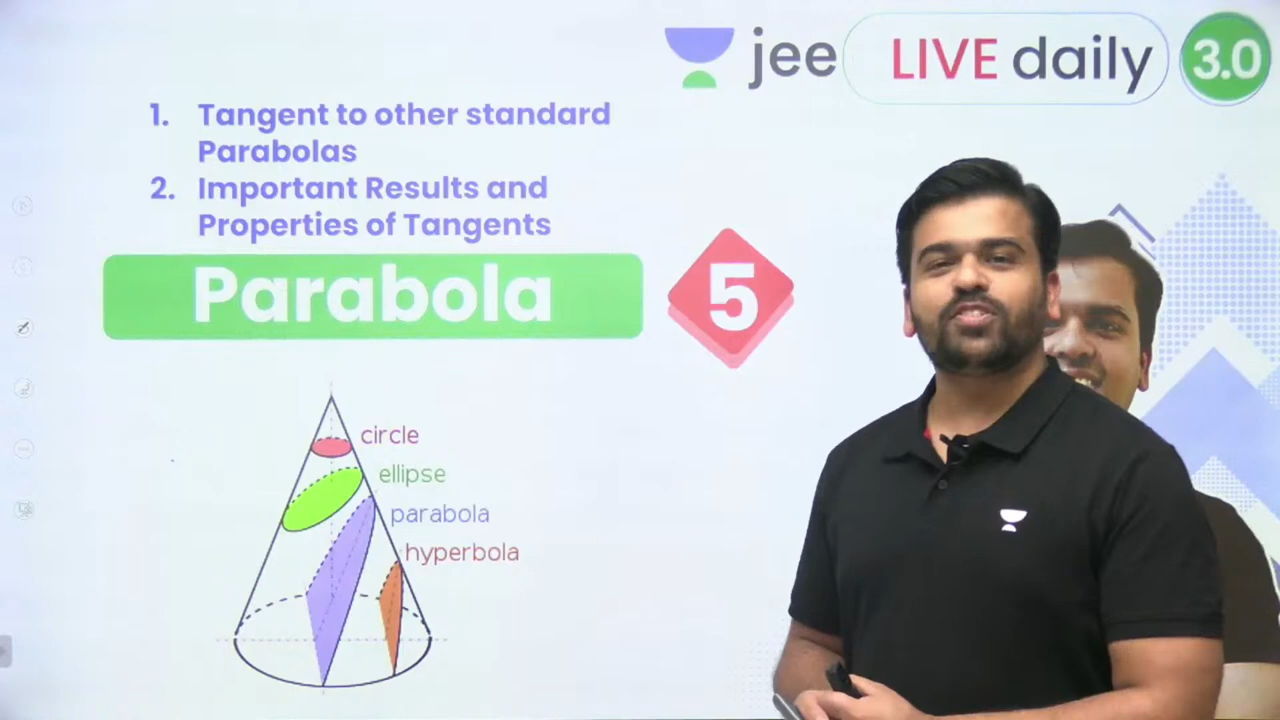 jee LIVE daily 3.0
1. Tangent to other standard
Parabolas
2. Important Results and
Properties of Tangents
Parabola 5
circle
ellipse
parabola
hyperbola